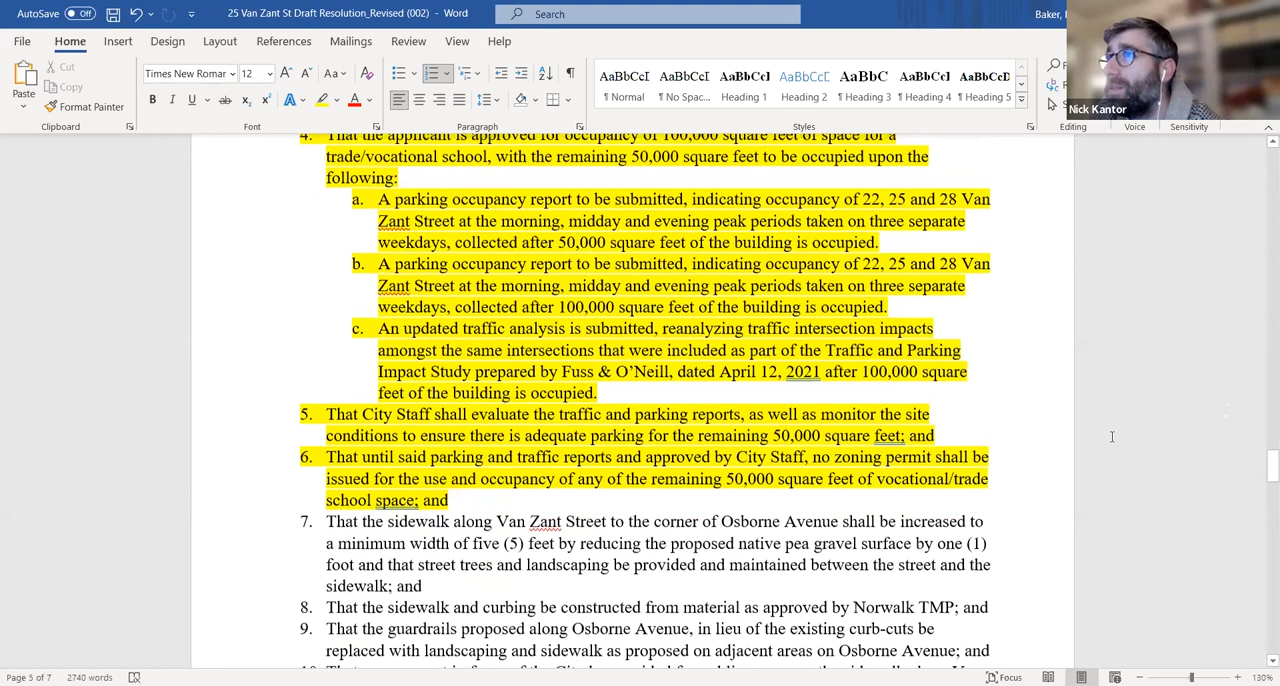 AutoSave Off
25 Van Zant St Draft Resolution_Revised (002) - Word
Search
Baker,
File Home Insert Draft Design Layout References Mailings Review View Help
Paste
Cut
Copy
Format Painter
Times New Roman 12
AaBbCcI AaBbCcI AaBbCcI AaBbCcI AaBbC AaBbCcI AaBbCcD
¶ Normal ¶ No Spac... Heading 1 Heading 2 ¶ Heading 3 ¶ Heading 4 ¶ Heading 5
Nick Kantor
Clipboard Font Paragraph Styles Editing Voice Sensitivity
4. That the applicant is approved for occupancy of 100,000 square feet of space for a
trade/vocational school, with the remaining 50,000 square feet to be occupied upon the
following:
a. A parking occupancy report to be submitted, indicating occupancy of 22, 25 and 28 Van
Zant Street at the morning, midday and evening peak periods taken on three separate
weekdays, collected after 50,000 square feet of the building is occupied.
b. A parking occupancy report to be submitted, indicating occupancy of 22, 25 and 28 Van
Zant Street at the morning, midday and evening peak periods taken on three separate
weekdays, collected after 100,000 square feet of the building is occupied.
c. An updated traffic analysis is submitted, reanalyzing traffic intersection impacts
amongst the same intersections that were included as part of the Traffic and Parking
Impact Study prepared by Fuss & O’Neill, dated April 12, 2021 after 100,000 square
feet of the building is occupied.
5. That City Staff shall evaluate the traffic and parking reports, as well as monitor the site
conditions to ensure there is adequate parking for the remaining 50,000 square feet; and
6. That until said parking and traffic reports and approved by City Staff, no zoning permit shall be
issued for the use and occupancy of any of the remaining 50,000 square feet of vocational/trade
school space; and
7. That the sidewalk along Van Zant Street to the corner of Osborne Avenue shall be increased to
a minimum width of five (5) feet by reducing the proposed native pea gravel surface by one (1)
foot and that street trees and landscaping be provided and maintained between the street and the
sidewalk; and
8. That the sidewalk and curbing be constructed from material as approved by Norwalk TMP; and
9. That the guardrails proposed along Osborne Avenue, in lieu of the existing curb-cuts be
replaced with landscaping and sidewalk as proposed on adjacent areas on Osborne Avenue; and
Page 5 of 7 2740 words Focus 130%